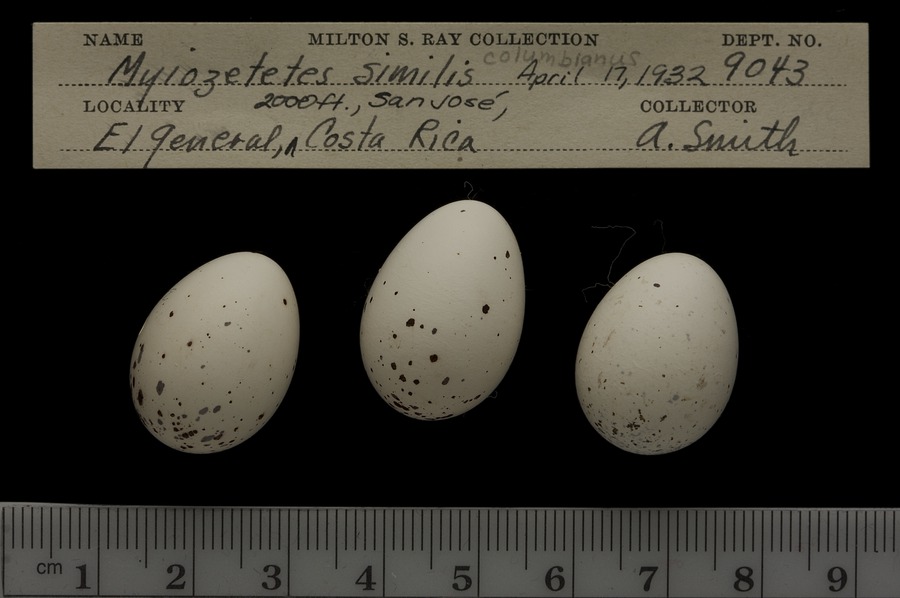 NAME MILTON S. RAY COLLECTION DEPT. NO.
columbianus
Myiozetetes similis April 17, 1932 9043
LOCALITY 2000ft., San José, COLLECTOR
El General, ∧ Costa Rica A. Smith
cm 1 2 3 4 5 6 7 8 9